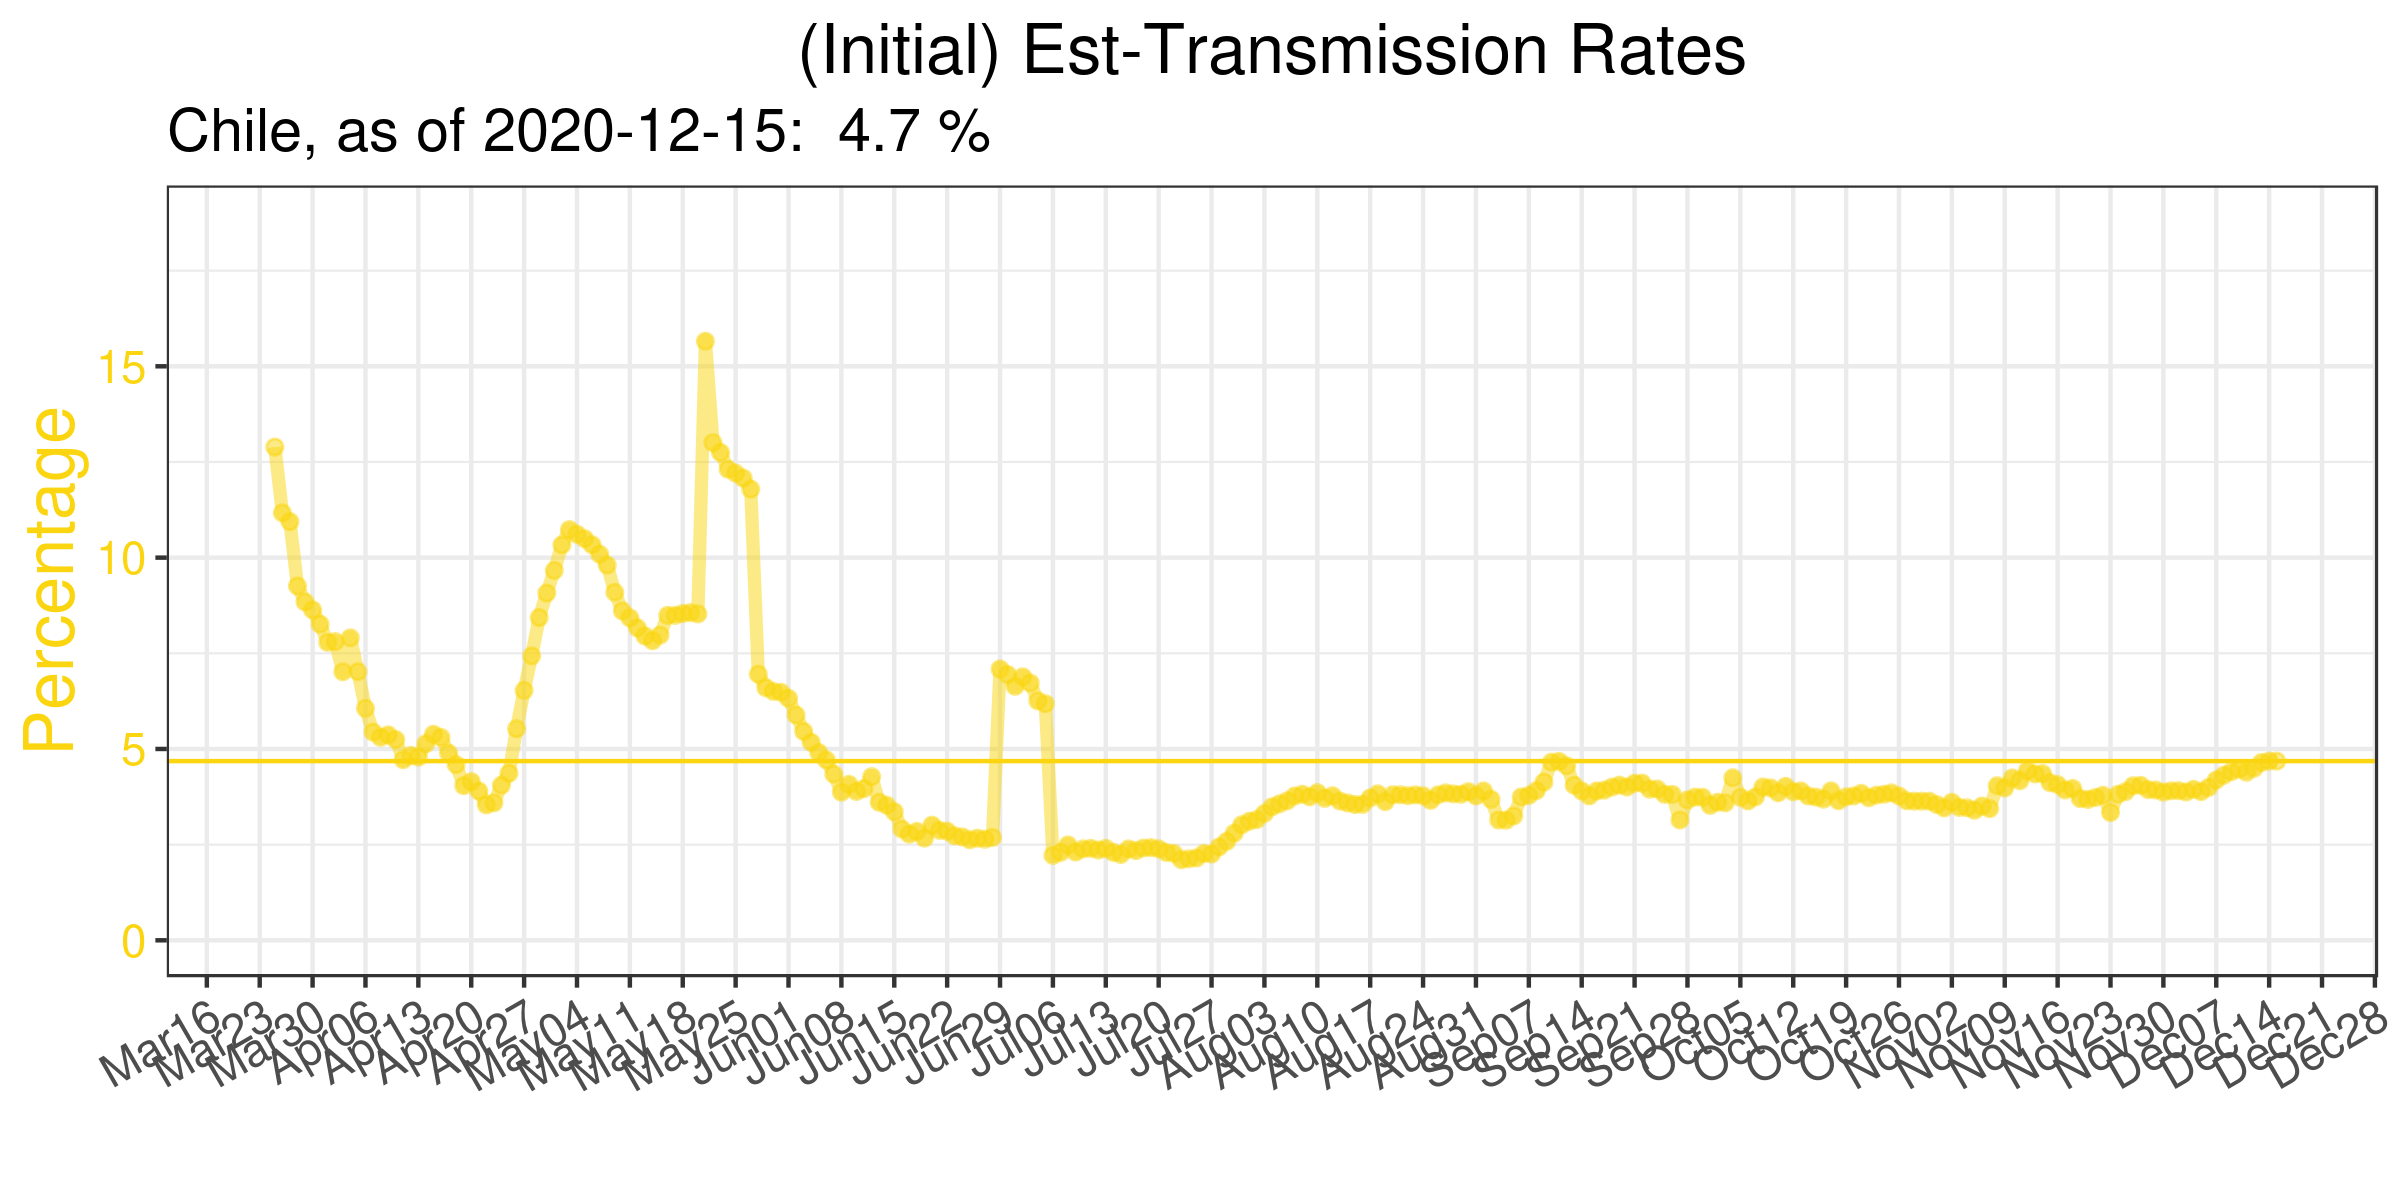 (Initial) Est-Transmission Rates
Chile, as of 2020-12-15: 4.7 %
Percentage
15
10
5
0
Mar16
Mar23
Mar30
Apr06
Apr13
Apr20
Apr27
May04
May11
May18
May25
Jun01
Jun08
Jun15
Jun22
Jun29
Jul06
Jul13
Jul20
Jul27
Aug03
Aug10
Aug17
Aug24
Aug31
Sep07
Sep14
Sep21
Sep28
Oct05
Oct12
Oct19
Oct26
Nov02
Nov09
Nov16
Nov23
Nov30
Dec07
Dec14
Dec21
Dec28